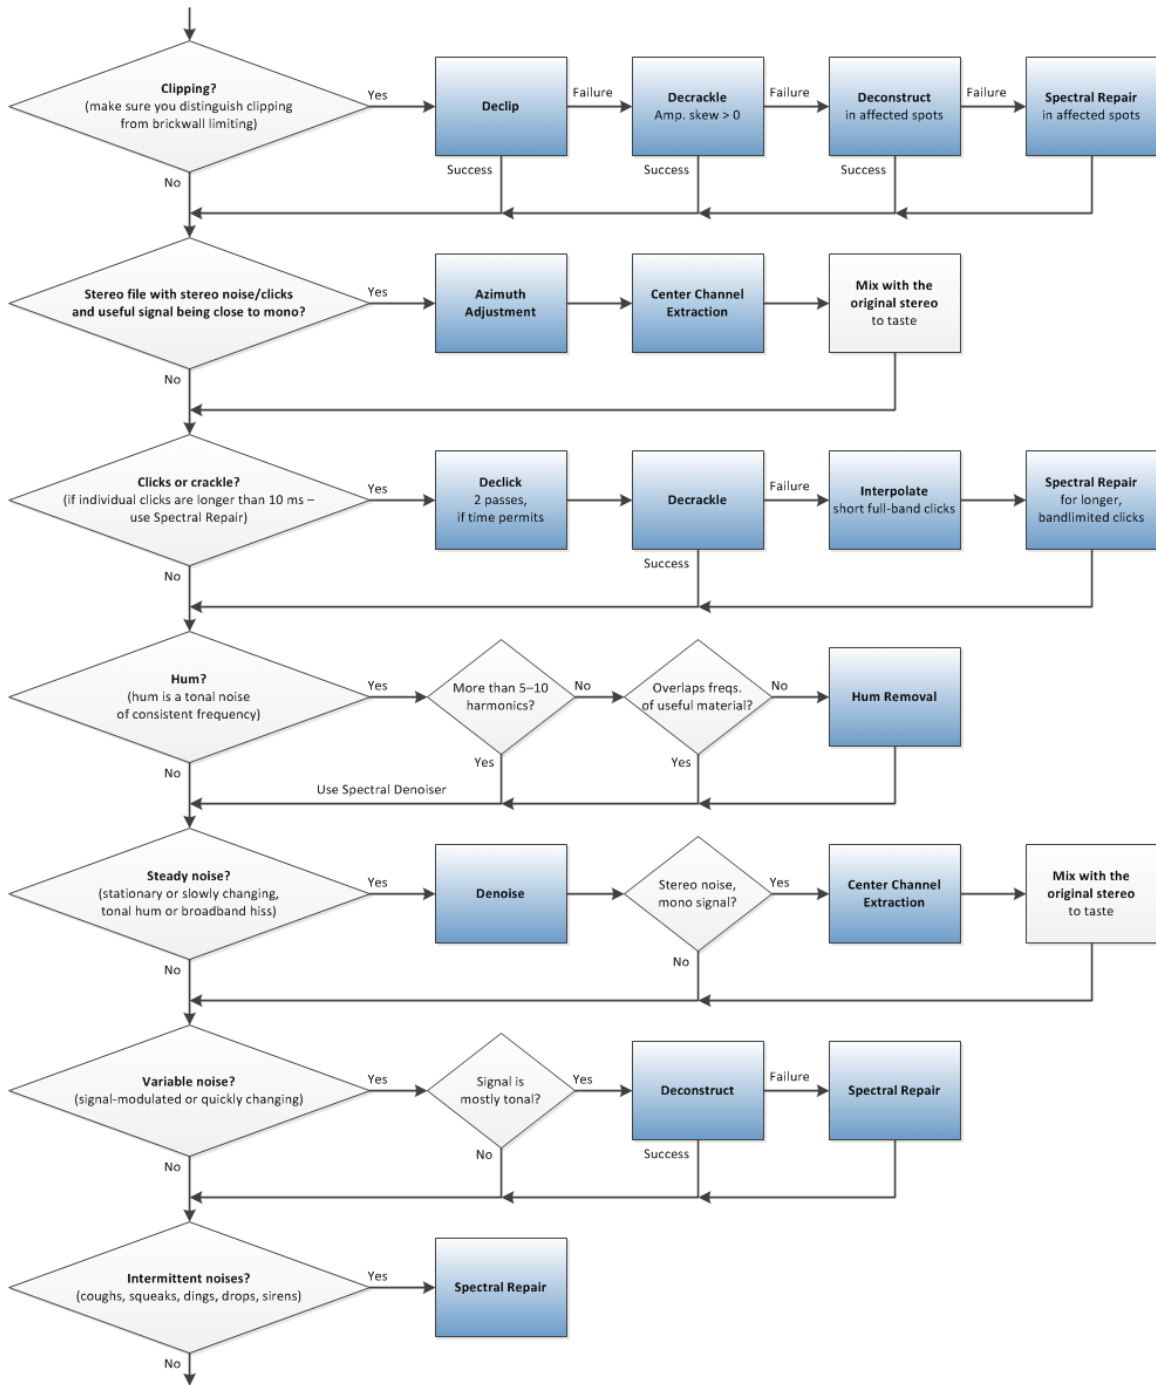 Clipping?
(make sure you distinguish clipping
from brickwall limiting)
Yes
No
Declip
Failure
Success
Decrackle
Amp. skew > 0
Failure
Success
Deconstruct
in affected spots
Failure
Success
Spectral Repair
in affected spots
Stereo file with stereo noise/clicks
and useful signal being close to mono?
Yes
No
Azimuth
Adjustment
Center Channel
Extraction
Mix with the
original stereo
to taste
Clicks or crackle?
(if individual clicks are longer than 10 ms –
use Spectral Repair)
Yes
No
Declick
2 passes,
if time permits
Decrackle
Failure
Success
Interpolate
short full-band clicks
Spectral Repair
for longer,
bandlimited clicks
Hum?
(hum is a tonal noise
of consistent frequency)
Yes
No
More than 5–10
harmonics?
No
Yes
Overlaps freqs.
of useful material?
No
Yes
Hum Removal
Use Spectral Denoiser
Steady noise?
(stationary or slowly changing,
tonal hum or broadband hiss)
Yes
No
Denoise
Stereo noise,
mono signal?
Yes
No
Center Channel
Extraction
Mix with the
original stereo
to taste
Variable noise?
(signal-modulated or quickly changing)
Yes
No
Signal is
mostly tonal?
Yes
No
Deconstruct
Failure
Success
Spectral Repair
Intermittent noises?
(coughs, squeaks, dings, drops, sirens)
Yes
No
Spectral Repair